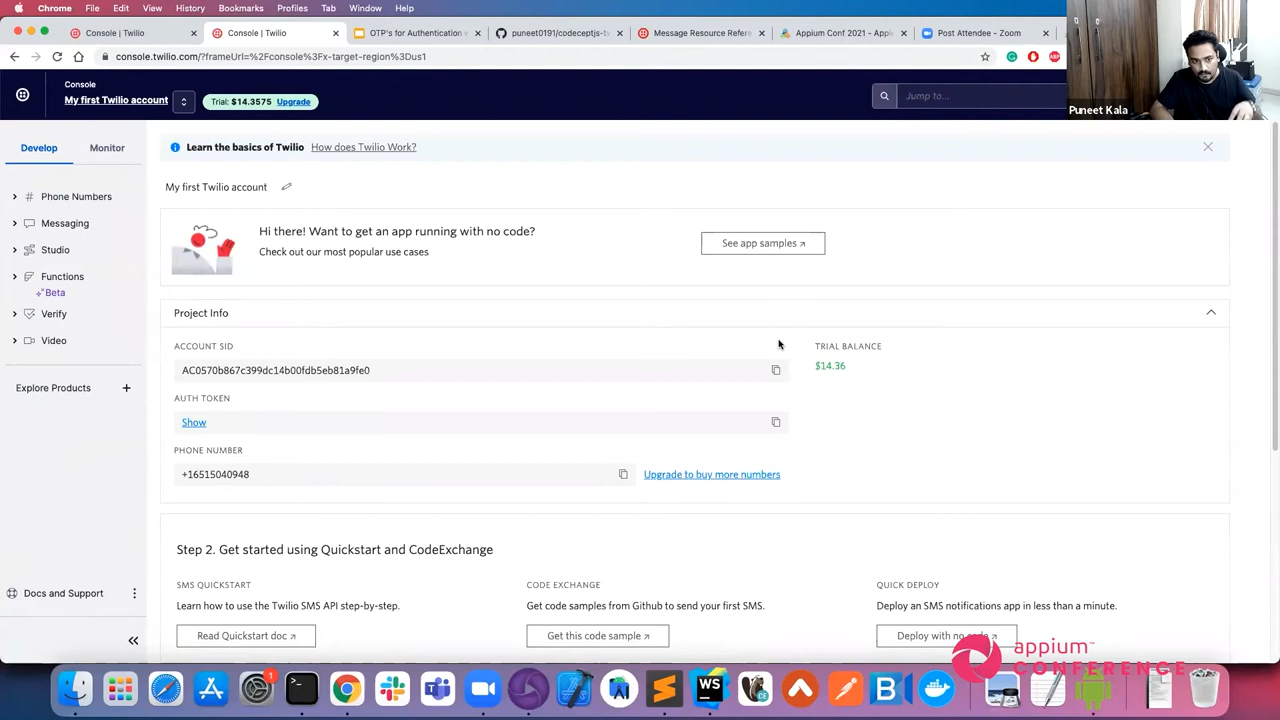 Chrome File Edit View History Bookmarks Profiles Tab Window Help
Console | Twilio
Console | Twilio
OTP's for Authentication
puneet0191/codeceptjs-t
Message Resource Refere
Appium Conf 2021 - Appi
Post Attendee - Zoom
console.twilio.com/?frameUrl=%2Fconsole%3Fx-target-region%3Dus1
Puneet Kala
Console
My first Twilio account
Trial: $14.3575 Upgrade
Jump to...
Develop
Monitor
Phone Numbers
Messaging
Studio
Functions
Beta
Verify
Video
Explore Products
Docs and Support
Learn the basics of Twilio How does Twilio Work?
My first Twilio account
Hi there! Want to get an app running with no code?
Check out our most popular use cases
See app samples
Project Info
ACCOUNT SID
AC0570b867c399dc14b00fdb5eb81a9fe0
TRIAL BALANCE
$14.36
AUTH TOKEN
Show
PHONE NUMBER
+16515040948
Upgrade to buy more numbers
Step 2. Get started using Quickstart and CodeExchange
SMS QUICKSTART
Learn how to use the Twilio SMS API step-by-step.
Read Quickstart doc
CODE EXCHANGE
Get code samples from Github to send your first SMS.
Get this code sample
QUICK DEPLOY
Deploy an SMS notifications app in less than a minute.
Deploy with no code
appium™
CONFERENCE
1
WS